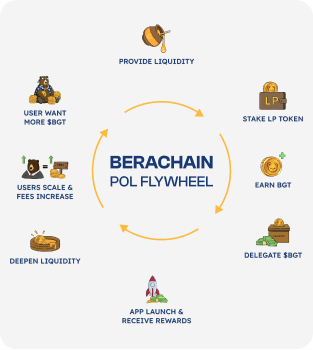 PROVIDE LIQUIDITY
LP
STAKE LP TOKEN
EARN BGT
DELEGATE $BGT
APP LAUNCH &
RECEIVE REWARDS
DEEPEN LIQUIDITY
USERS SCALE &
FEES INCREASE
USER WANT
MORE $BGT
BERACHAIN
POL FLYWHEEL